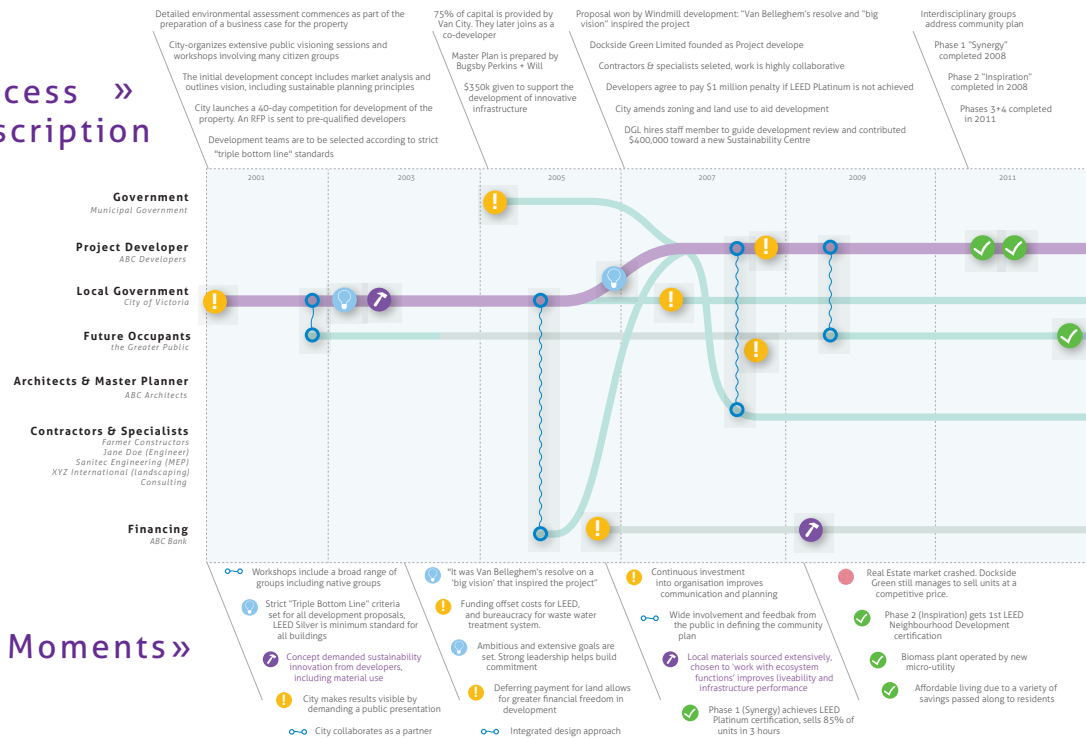 Detailed environmental assessment commences as part of the
preparation of a business case for the property
City-organizes extensive public visioning sessions and
workshops involving many citizen groups
The initial development concept includes market analysis and
outlines vision, including sustainable planning principles
City launches a 40-day competition for development of the
property. An RFP is sent to pre-qualified developers
Development teams are to be selected according to strict
"triple bottom line" standards
75% of capital is provided by
Van City. They later joins as a
co-developer
Master Plan is prepared by
Bugsby Perkins + Will
$350k given to support the
development of innovative
infrastructure
Proposal won by Windmill development: "Van Belleghem's resolve and "big
vision" inspired the project
Dockside Green Limited founded as Project develope
Contractors & specialists seleted, work is highly collaborative
Developers agree to pay $1 million penalty if LEED PLatinum is not achieved
City amends zoning and land use to aid development
DGL hires staff member to guide development review and contributed
$400,000 toward a new Sustainability Centre
Interdisciplinary groups
address community plan
Phase 1 "Synergy"
completed 2008
Phase 2 "Inspiration"
completed in 2008
Phases 3+4 completed
in 2011
cess »
scription
2001
2003
2005
2007
2009
2011
Government
Municipal Government
Project Developer
ABC Developers
Local Government
City of Victoria
Future Occupants
the Greater Public
Architects & Master Planner
ABC Architects
Contractors & Specialists
Farmer Constructors
Jane Doe (Engineer)
Sanitec Engineering (MEP)
XYZ International (landscaping)
Consulting
Financing
ABC Bank
Moments»
Workshops include a broad range of
groups including native groups
Strict "Triple Bottom Line" criteria
set for all development proposals,
LEED Silver is minimum standard for
all buildings
Concept demanded sustainability
innovation from developers,
including material use
City makes results visible by
demanding a public presentation
City collaborates as a partner
"It was Van Belleghem's resolve on a
'big vision' that inspired the project"
Funding offset costs for LEED,
and bureaucracy for waste water
treatment system.
Ambitious and extensive goals are
set. Strong leadership helps build
commitment
Deferring payment for land allows
for greater financial freedom in
development
Integrated design approach
Continuous investment
into organisation improves
communication and planning
Wide involvement and feedbak from
the public in defining the community
plan
Local materials sourced extensively,
chosen to 'work with ecosystem
functions' improves liveability and
infrastructure performance
Phase 1 (Synergy) achieves LEED
Platinum certification, sells 85% of
units in 3 hours
Real Estate market crashed. Dockside
Green still manages to sell units at a
competitive price.
Phase 2 (Inspiration) gets 1st LEED
Neighbourhood Development
certification
Biomass plant operated by new
micro-utility
Affordable living due to a variety of
savings passed along to residents